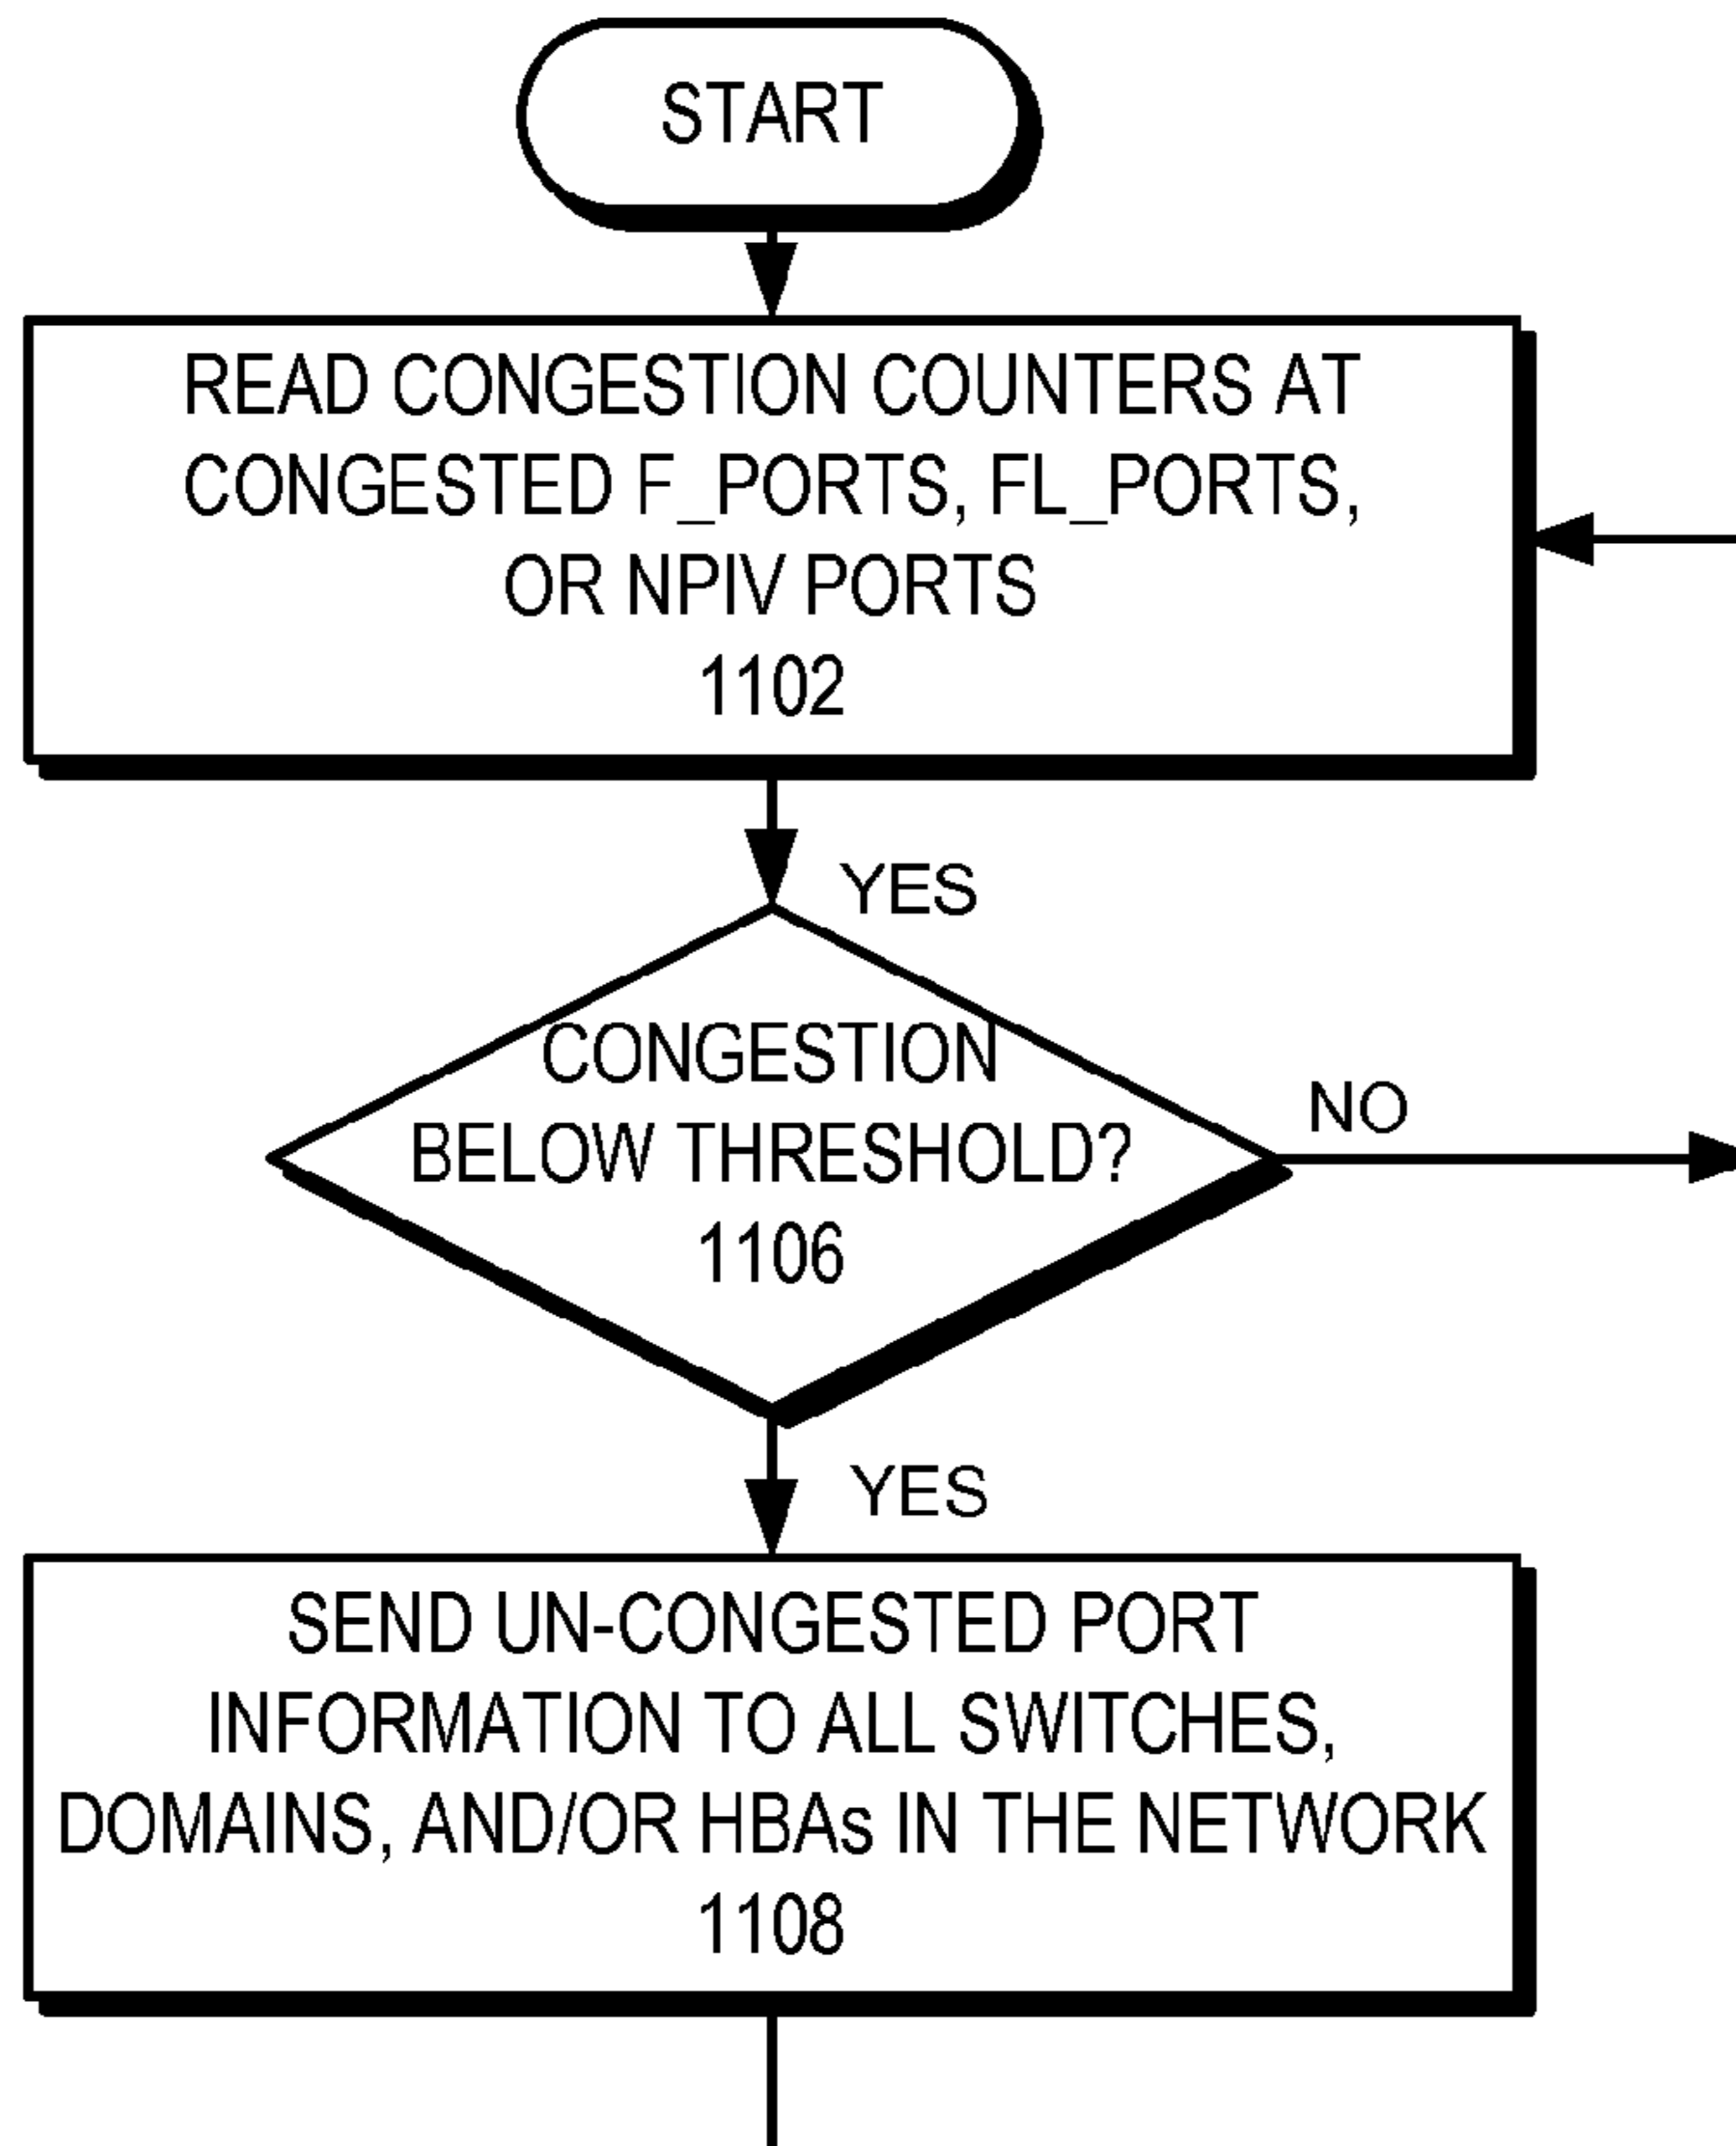 START
READ CONGESTION COUNTERS AT
CONGESTED F_PORTS, FL_PORTS,
OR NPIV PORTS
1102
YES
CONGESTION
BELOW THRESHOLD?
1106
NO
YES
SEND UN-CONGESTED PORT
INFORMATION TO ALL SWITCHES,
DOMAINS, AND/OR HBAs IN THE NETWORK
1108